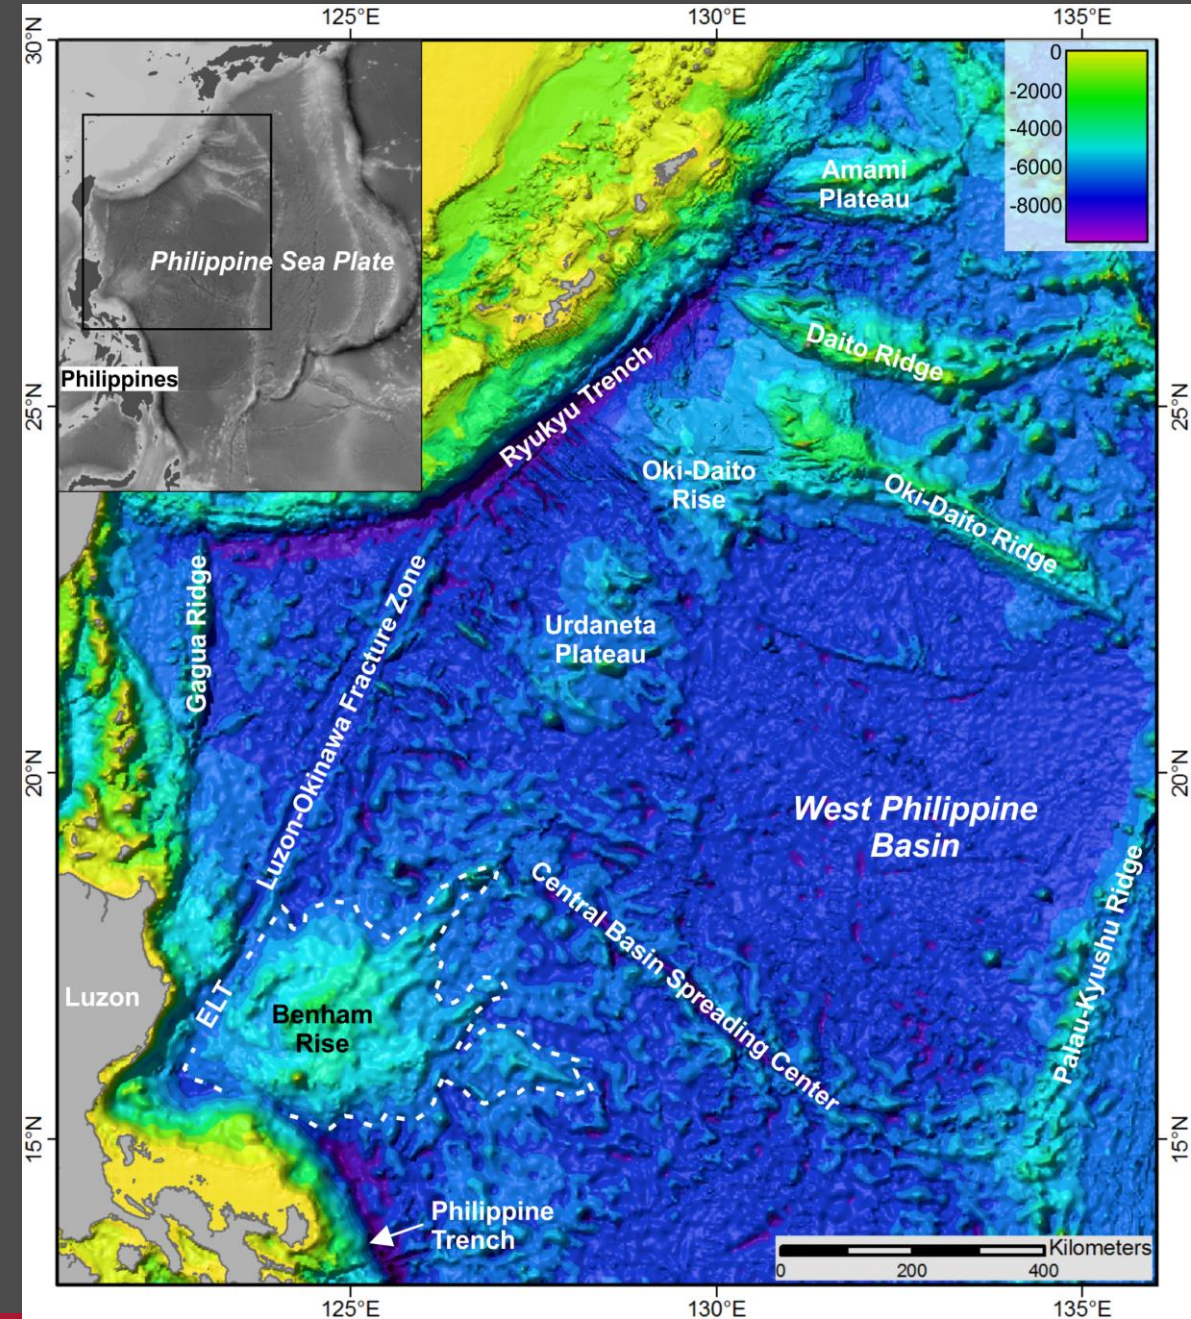 125°E
130°E
135°E
30°N
25°N
20°N
15°N
0
-2000
-4000
-6000
-8000
Philippine Sea Plate
Philippines
Amami
Plateau
Daito Ridge
Ryukyu Trench
Oki-Daito
Rise
Oki-Daito Ridge
Gagua Ridge
Luzon-Okinawa Fracture Zone
Urdaneta
Plateau
West Philippine
Basin
Central Basin Spreading Center
Palau-Kyushu Ridge
Luzon
ELT
Benham
Rise
Philippine
Trench
Kilometers
0
200
400
25°N
20°N
15°N
125°E
130°E
135°E